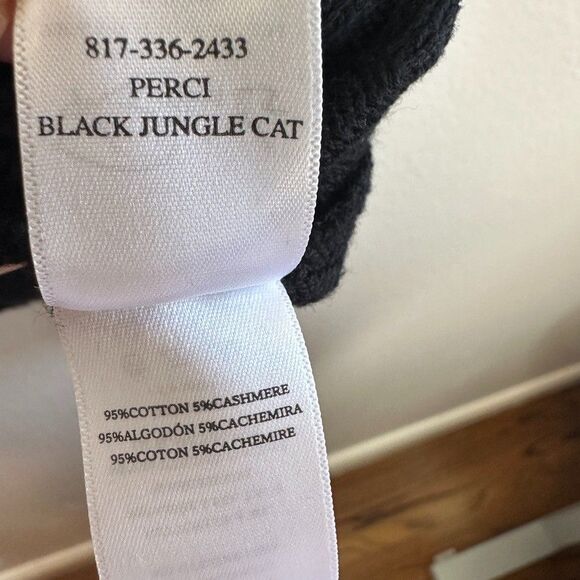 817-336-2433
PERCI
BLACK JUNGLE CAT
95%COTTON 5%CASHMERE
95%ALGODÓN 5%CACHEMIRA
95%COTON 5%CACHEMIRE